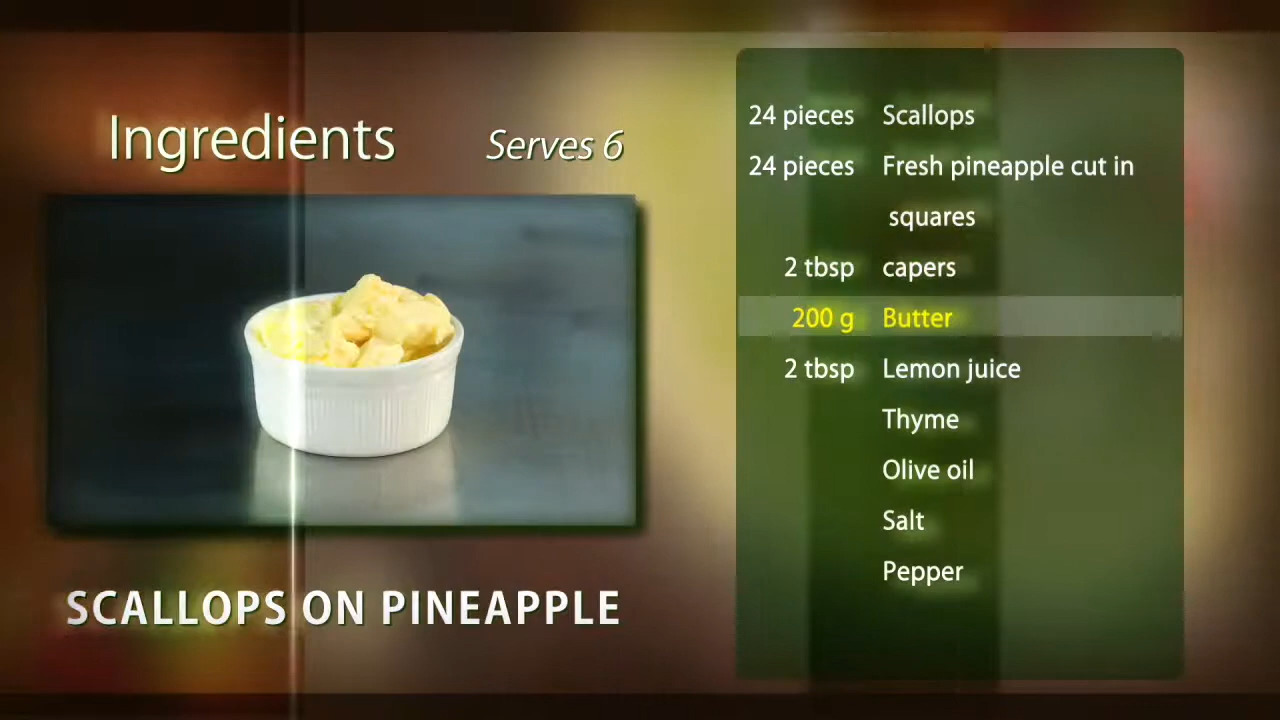 Ingredients Serves 6
24 pieces Scallops
24 pieces Fresh pineapple cut in
squares
2 tbsp capers
200 g Butter
2 tbsp Lemon juice
Thyme
Olive oil
Salt
Pepper
SCALLOPS ON PINEAPPLE